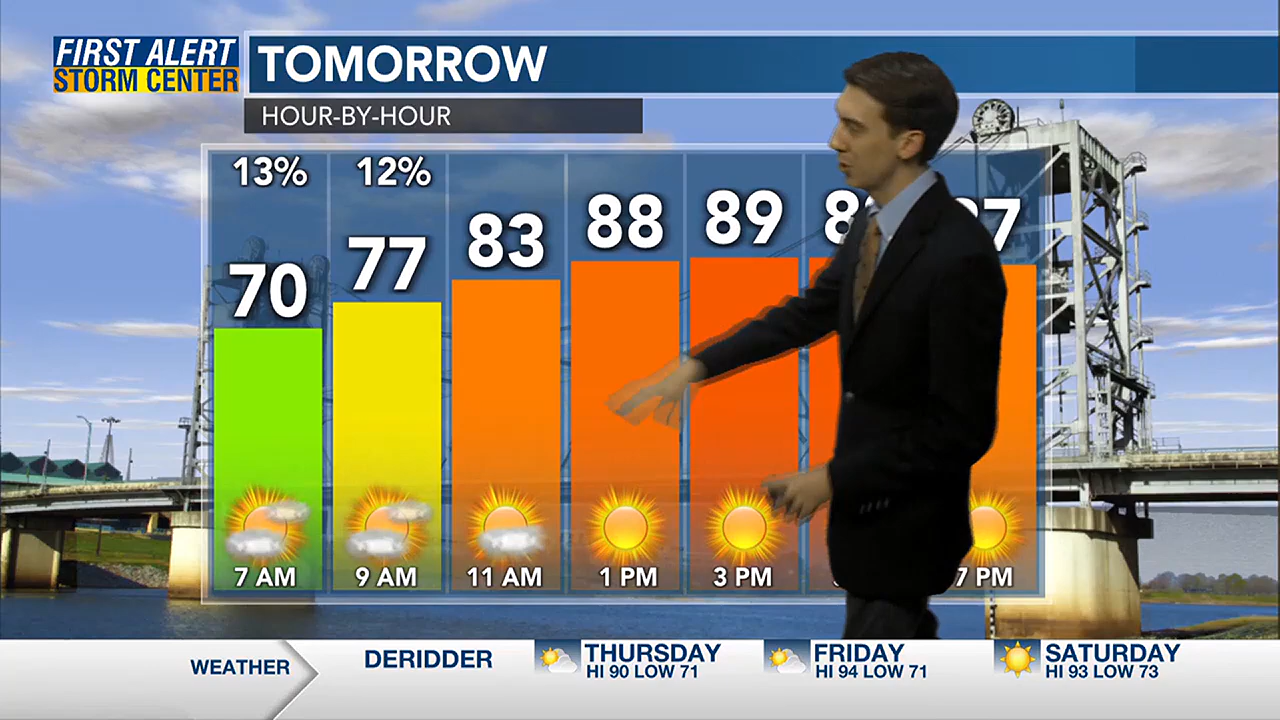 FIRST ALERT
STORM CENTER
TOMORROW
HOUR-BY-HOUR
13% 12%
70 77 83 88 89
7 AM 9 AM 11 AM 1 PM 3 PM 7 PM
WEATHER
DERIDDER
THURSDAY
HI 90 LOW 71
FRIDAY
HI 94 LOW 71
SATURDAY
HI 93 LOW 73